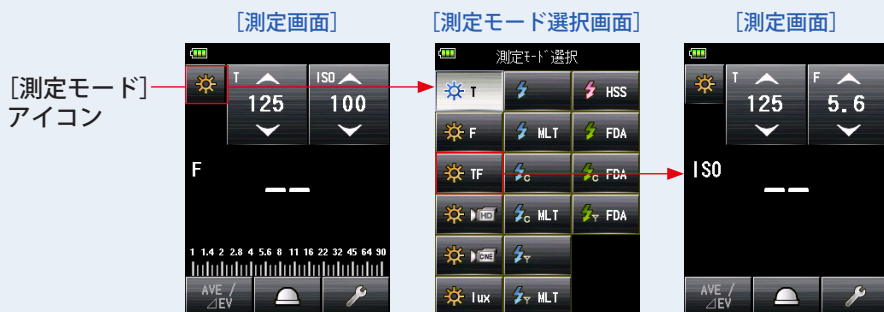 [測定画面]
[測定モード選択画面]
[測定画面]
[測定モード]
アイコン
T
125
ISO
100
F
1 1.4 2 2.8 4 5.6 8 11 16 22 32 45 64 90
AVE /
⊿EV
測定ﾓｰﾄﾞ選択
T
HSS
F
MLT
FDA
TF
C
C FDA
HD
C MLT
Y FDA
CINE
Y
lux
Y MLT
T
125
F
5.6
ISO
AVE /
⊿EV